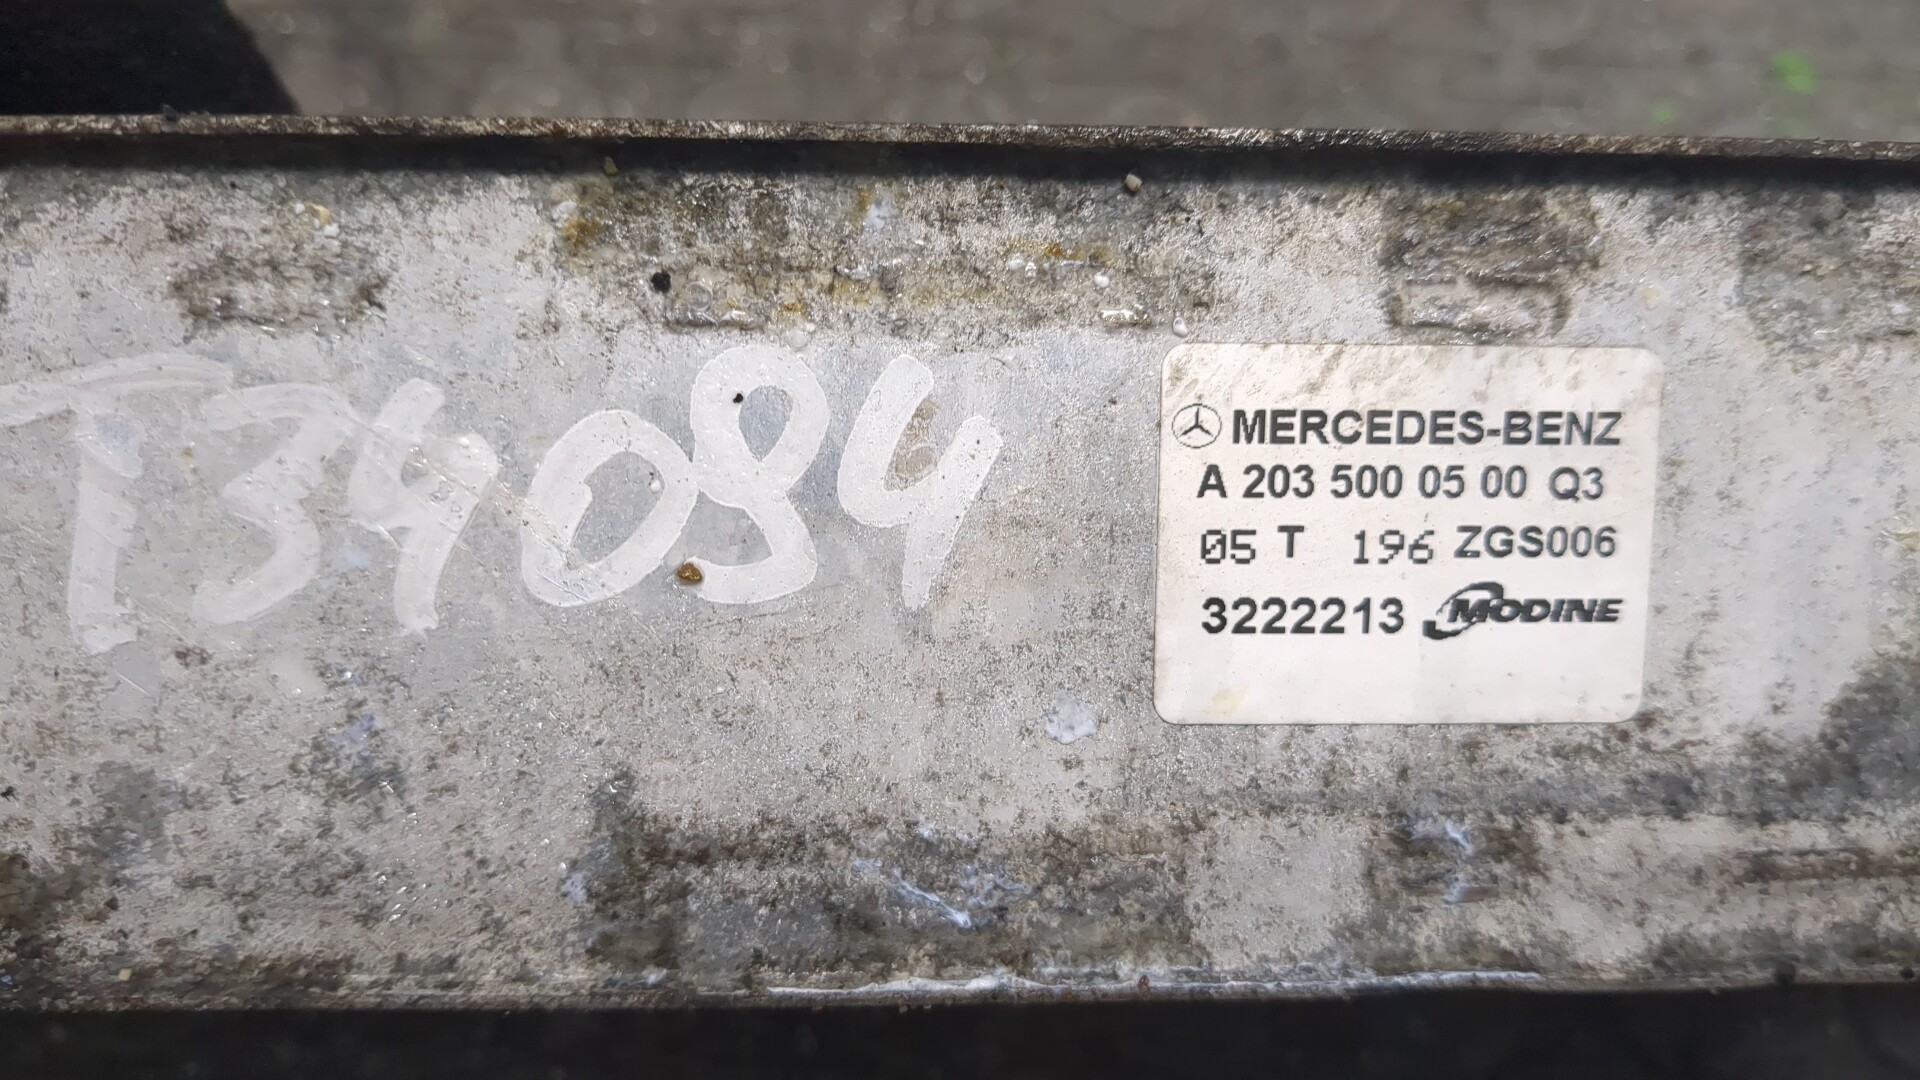 T34084
MERCEDES-BENZ
A 203 500 05 00 Q3
05 T 196 ZGS006
3222213 MODINE